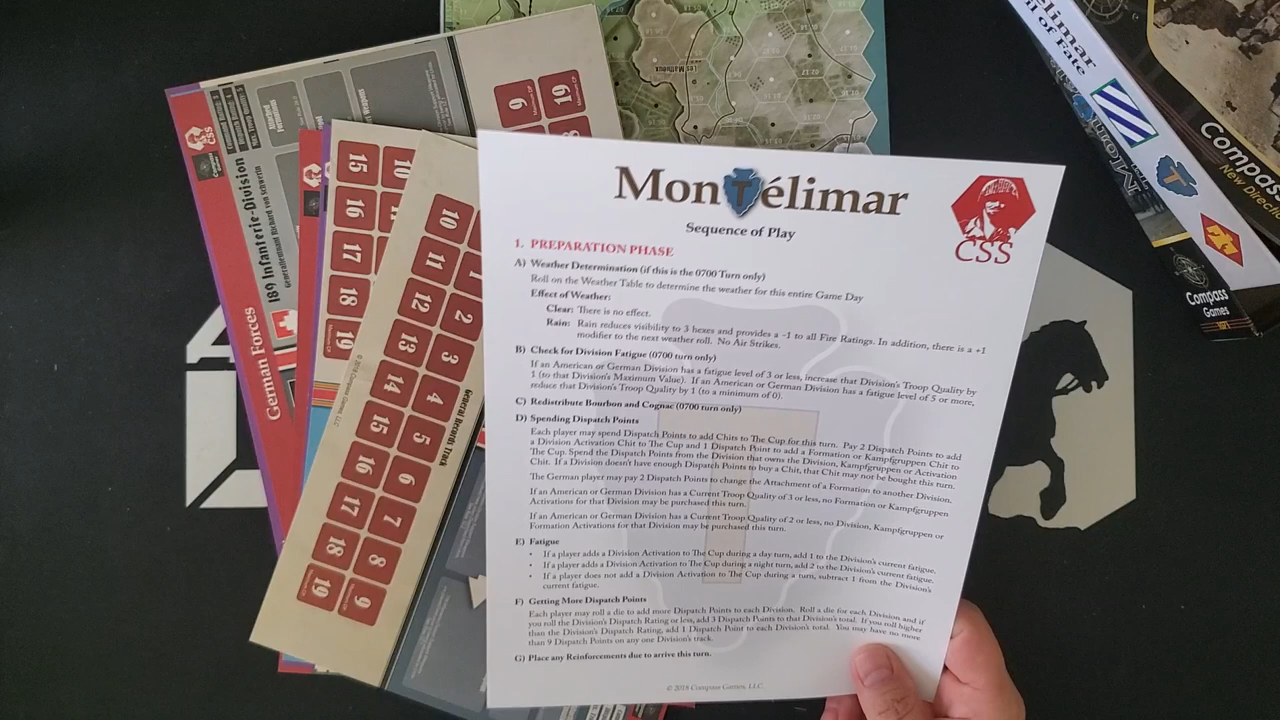 Montélimar
CSS
Sequence of Play
1. PREPARATION PHASE
A) Weather Determination (if this is the 0700 Turn only)
Roll on the Weather Table to determine the weather for this entire Game Day
Effect of Weather:
Clear: There is no effect.
Rain: Rain reduces visibility to 3 hexes and provides a -1 to all Fire Ratings. In addition, there is a +1
modifier to the next weather roll. No Air Strikes.
B) Check for Division Fatigue (0700 turn only)
If an American or German Division has a fatigue level of 3 or less, increase that Division's Troop Quality by
1 (to that Division's Maximum Value). If an American or German Division has a fatigue level of 5 or more,
reduce that Division's Troop Quality by 1 (to a minimum of 0).
C) Redistribute Bourbon and Cognac (0700 turn only)
D) Spending Dispatch Points
Each player may spend Dispatch Points to add Chits to The Cup for this turn. Pay 2 Dispatch Points to add
a Division Activation Chit to The Cup and 1 Dispatch Point to add a Formation or Kampfgruppen Chit to
The Cup. Spend the Dispatch Points from the Division that owns the Division, Kampfgruppen or Activation
Chit. If a Division doesn't have enough Dispatch Points to buy a Chit, that Chit may not be bought this turn.
The German player may pay 2 Dispatch Points to change the Attachment of a Formation to another Division.
If an American or German Division has a Current Troop Quality of 3 or less, no Formation or Kampfgruppen
Activations for that Division may be purchased this turn.
If an American or German Division has a Current Troop Quality of 2 or less, no Division, Kampfgruppen or
Formation Activations for that Division may be purchased this turn.
E) Fatigue
• If a player adds a Division Activation to The Cup during a day turn, add 1 to the Division's current fatigue.
• If a player adds a Division Activation to The Cup during a night turn, add 2 to the Division's current fatigue.
• If a player does not add a Division Activation to The Cup during a turn, subtract 1 from the Division's
current fatigue.
F) Getting More Dispatch Points
Each player may roll a die to add more Dispatch Points to each Division. Roll a die for each Division and if
you roll the Division's Dispatch Rating or less, add 3 Dispatch Points to that Division's total. If you roll higher
than the Division's Dispatch Rating, add 1 Dispatch Point to each Division's total. You may have no more
than 9 Dispatch Points on any one Division's track.
G) Place any Reinforcements due to arrive this turn.
© 2018 Compass Games, LLC.
German Forces
189 Infanterie-Division
Generalleutnant Richard von Schwerin
CSS
9
19
15
16
17
18
19
10
10
11
12
13
14
15
16
17
18
19
1
2
3
4
5
6
7
8
9
General Records Track
© 2018 Compass Games, LLC
Les Mathieux
Compass
New Direc
Compass
Games